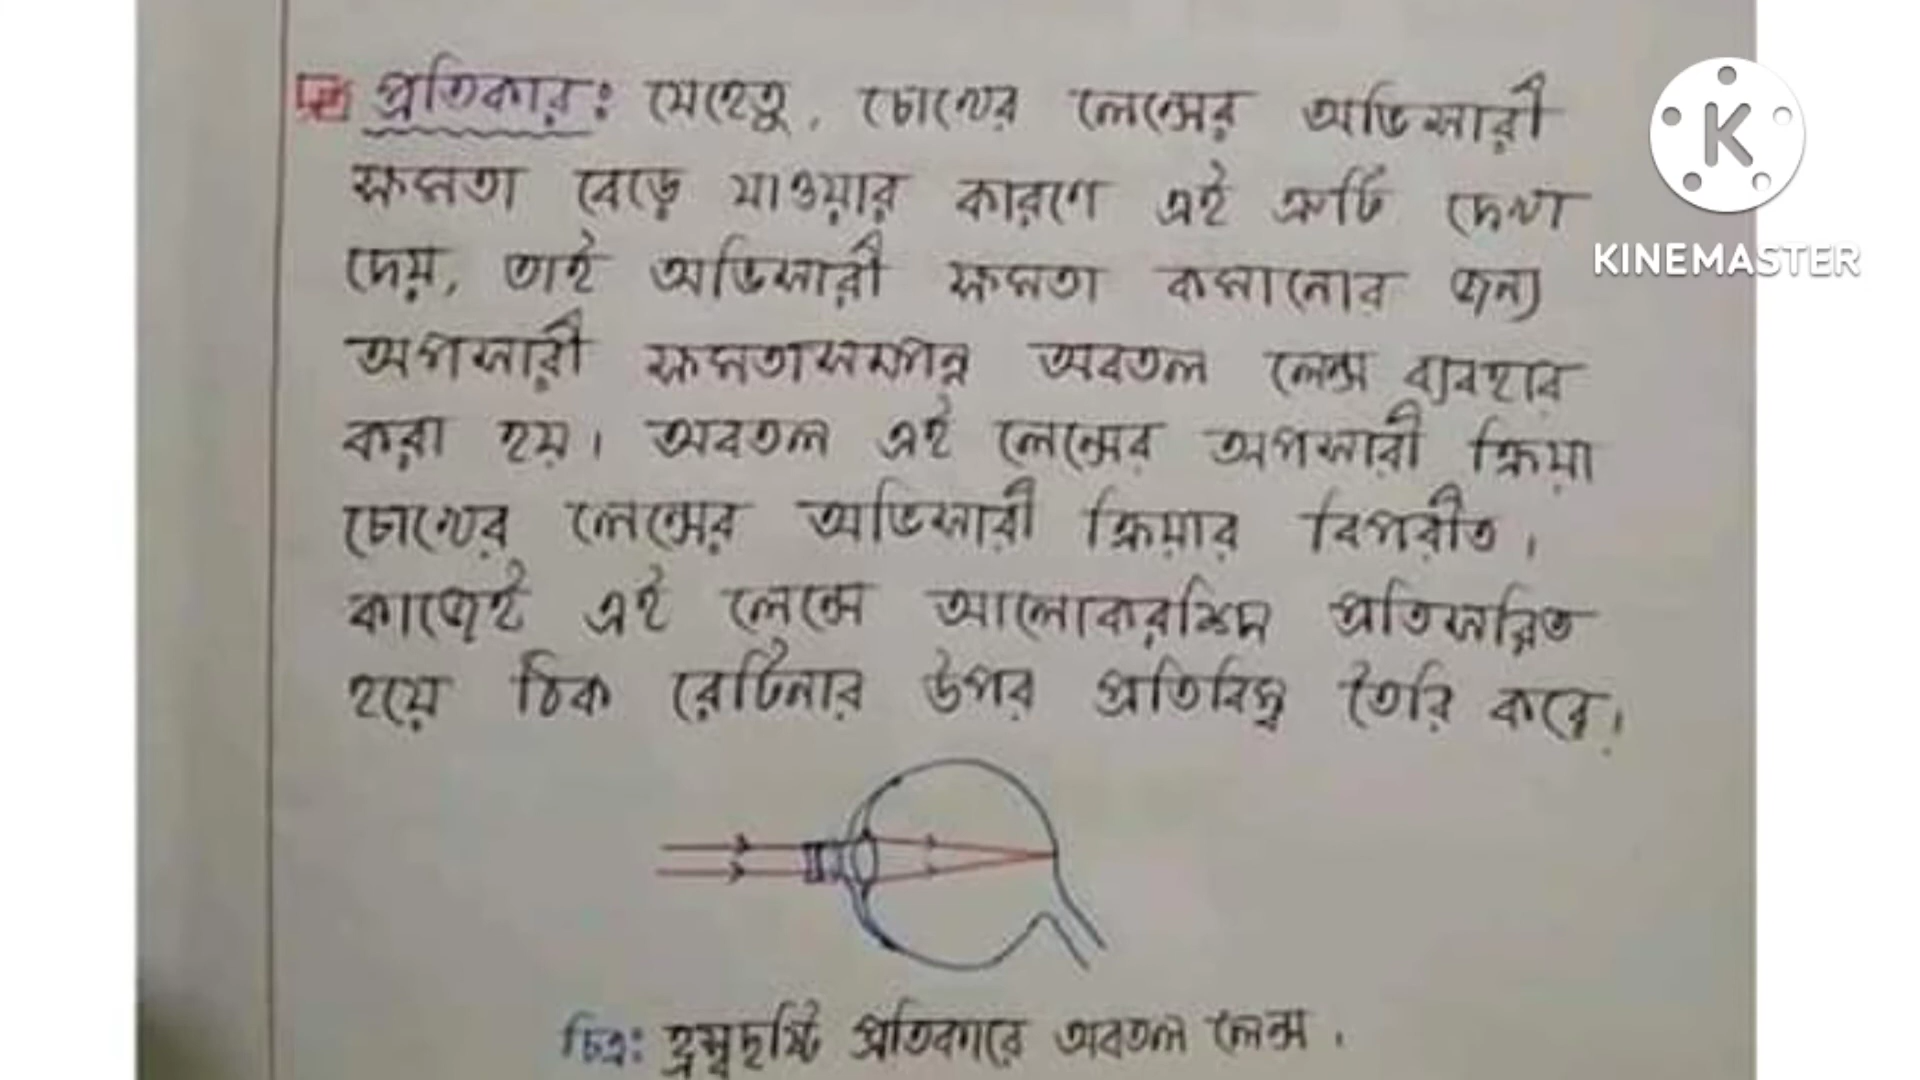 প্রতিকার: যেহেতু, চোখের লেন্সের অভিসারী
ক্ষমতা বেড়ে যাওয়ার কারণে এই ত্রুটি দেখা
দেয়, তাই অভিসারী ক্ষমতা কমানোর জন্য
অপসারী ক্ষমতাসম্পন্ন অবতল লেন্স ব্যবহার
করা হয়। অবতল এই লেন্সের অপসারী ক্রিয়া
চোখের লেন্সের অভিসারী ক্রিয়ার বিপরীত।
কাজেই এই লেন্সে আলোকরশ্মি প্রতিসরিত
হয়ে ঠিক রেটিনার উপর প্রতিবিম্ব তৈরি করে।
চিত্র: হ্রস্বদৃষ্টি প্রতিকারে অবতল লেন্স।
K
KINEMASTER